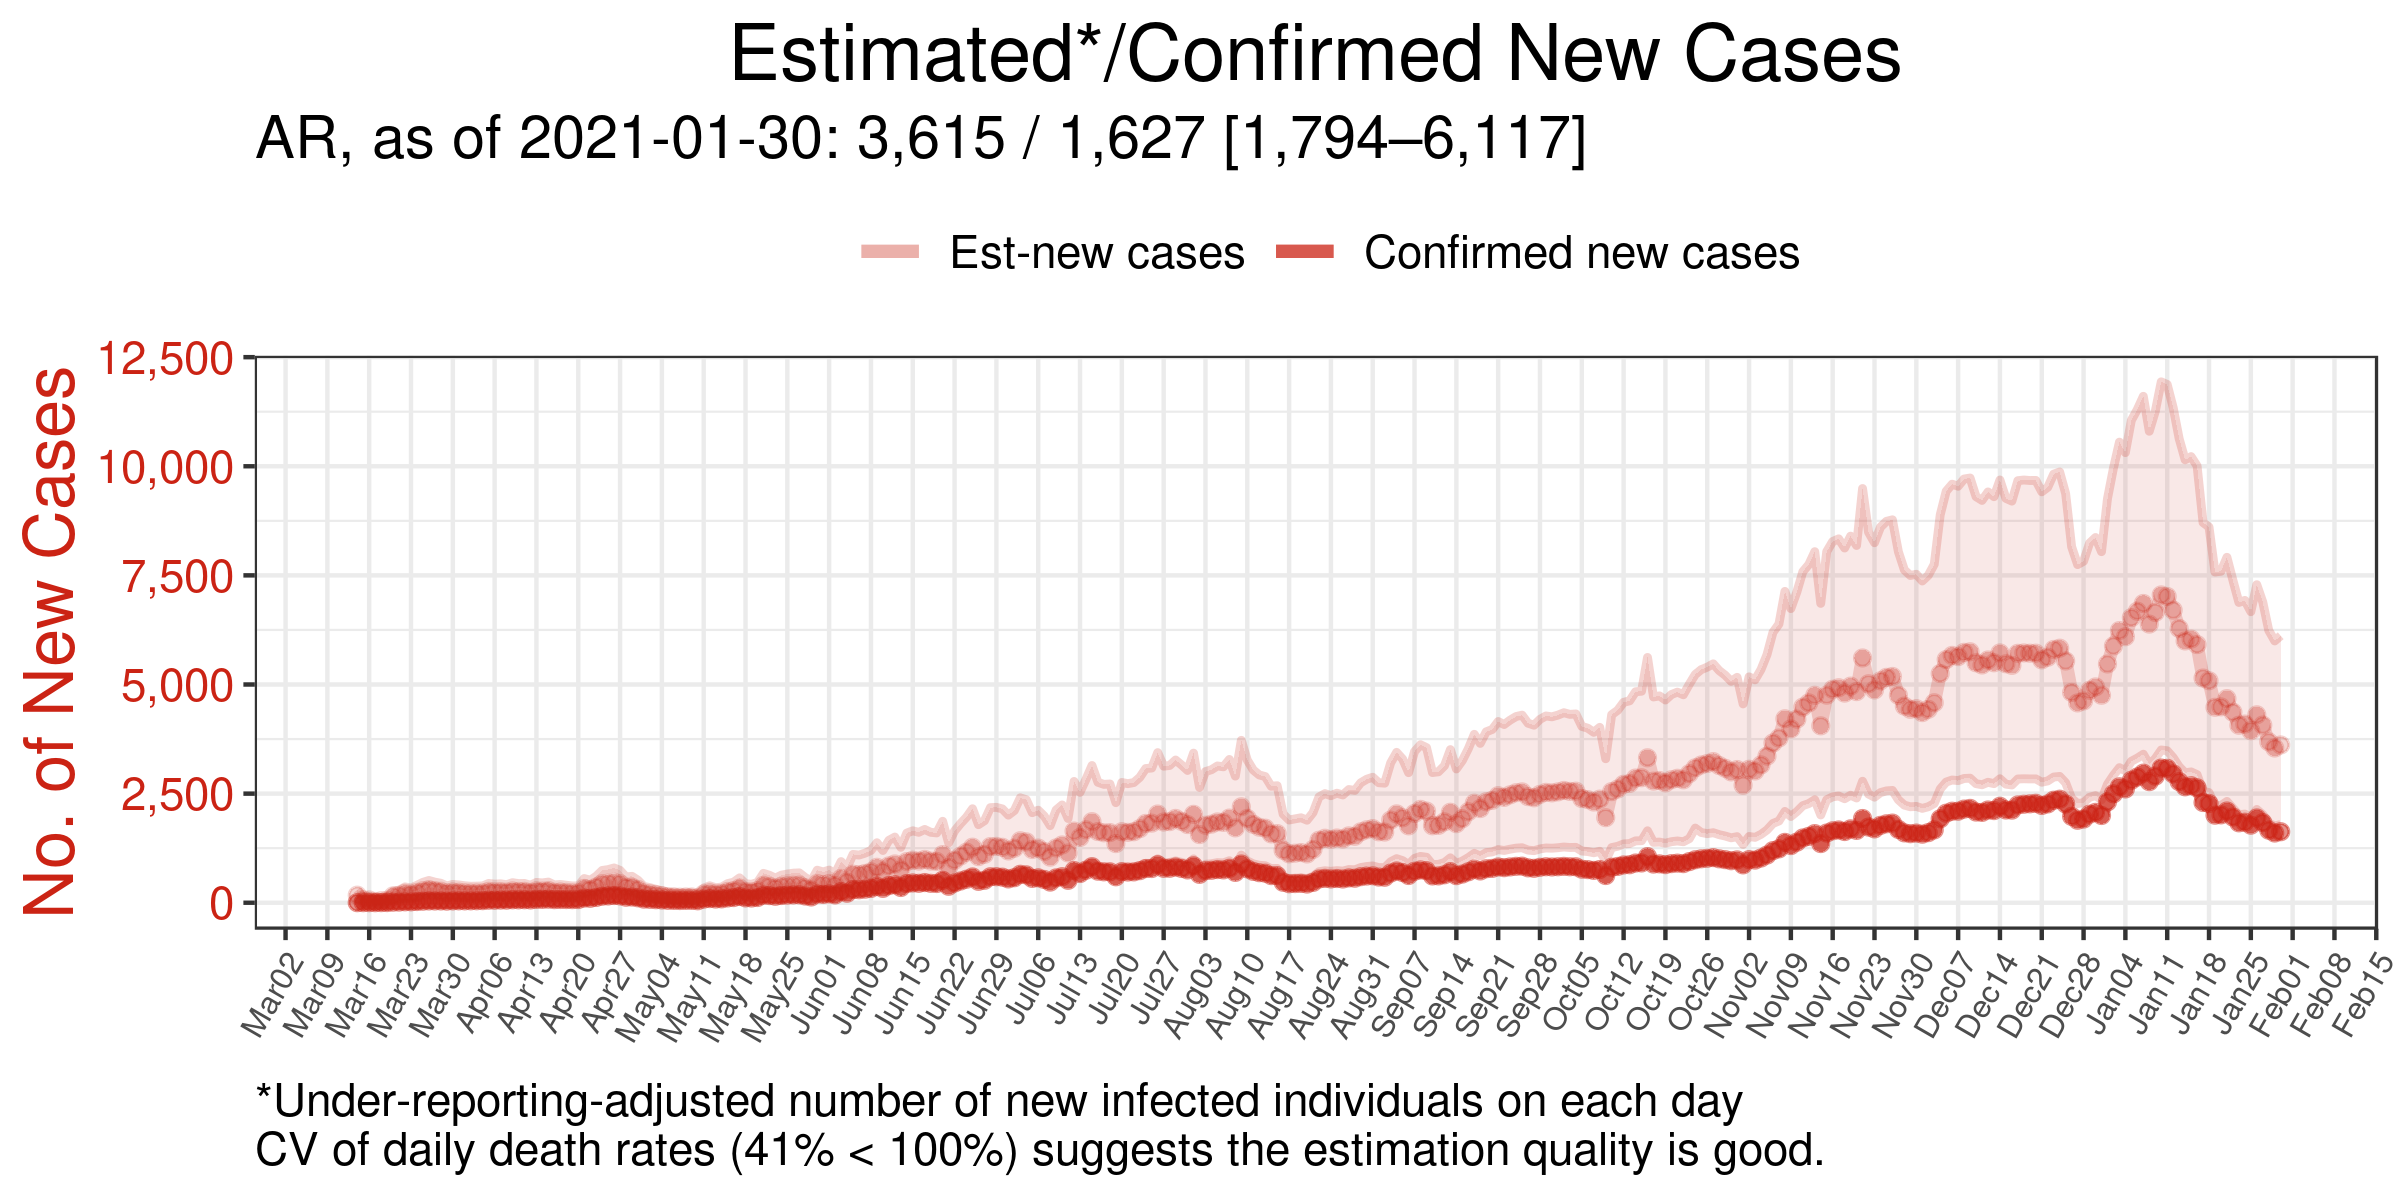 Estimated*/Confirmed New Cases
AR, as of 2021-01-30: 3,615 / 1,627 [1,794–6,117]
Est-new cases
Confirmed new cases
No. of New Cases
12,500
10,000
7,500
5,000
2,500
0
Mar02
Mar09
Mar16
Mar23
Mar30
Apr06
Apr13
Apr20
Apr27
May04
May11
May18
May25
Jun01
Jun08
Jun15
Jun22
Jun29
Jul06
Jul13
Jul20
Jul27
Aug03
Aug10
Aug17
Aug24
Aug31
Sep07
Sep14
Sep21
Sep28
Oct05
Oct12
Oct19
Oct26
Nov02
Nov09
Nov16
Nov23
Nov30
Dec07
Dec14
Dec21
Dec28
Jan04
Jan11
Jan18
Jan25
Feb01
Feb08
Feb15
*Under-reporting-adjusted number of new infected individuals on each day
CV of daily death rates (41% < 100%) suggests the estimation quality is good.